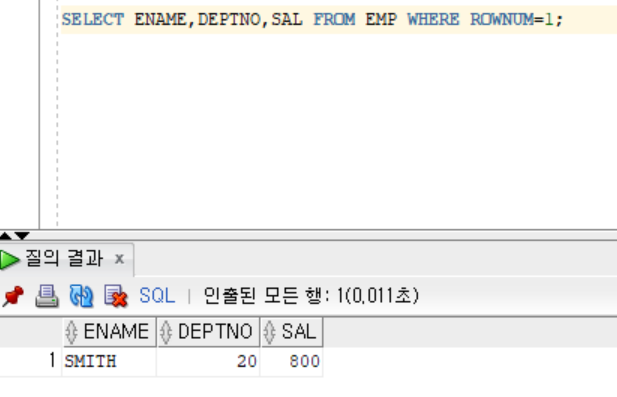 SELECT ENAME,DEPTNO,SAL FROM EMP WHERE ROWNUM=1;
질의 결과 x
SQL | 인출된 모든 행: 1(0,011초)
ENAME DEPTNO SAL
1 SMITH 20 800